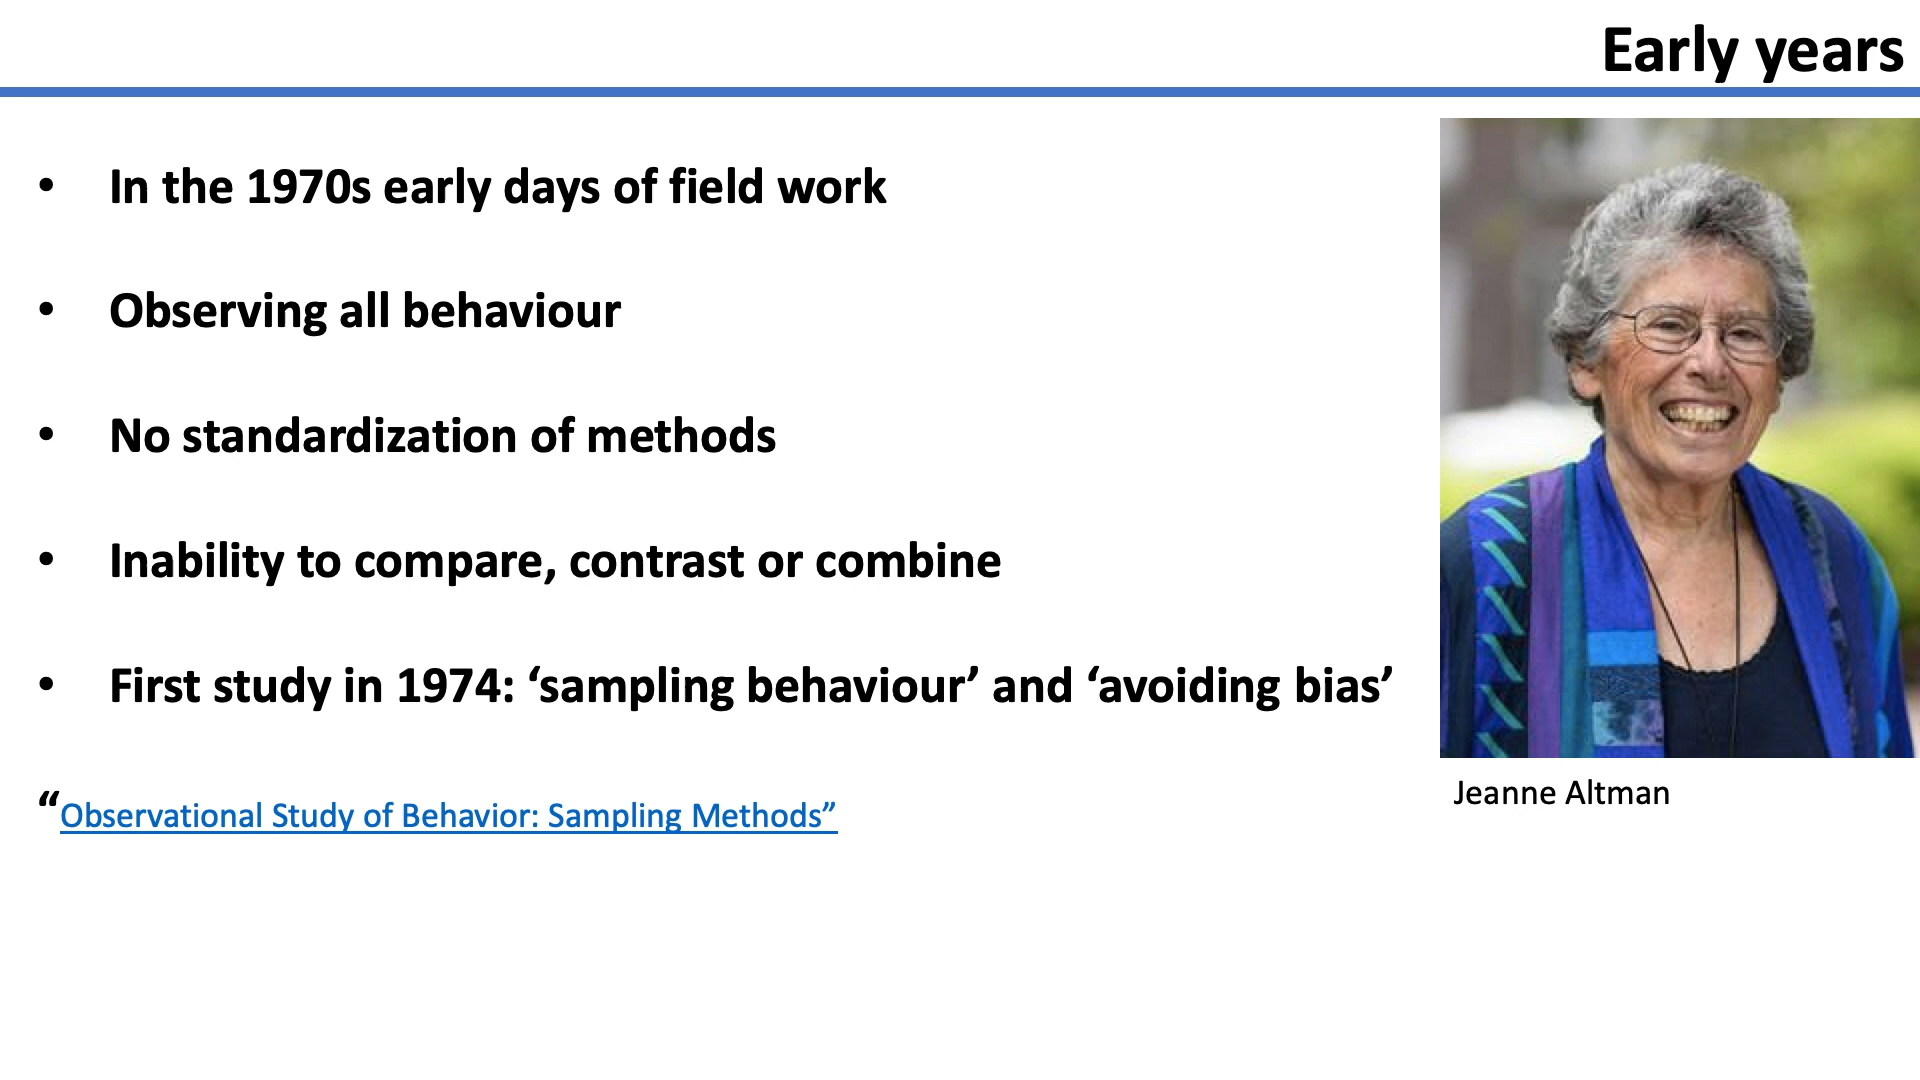 Early years
• In the 1970s early days of field work
• Observing all behaviour
• No standardization of methods
• Inability to compare, contrast or combine
• First study in 1974: ‘sampling behaviour’ and ‘avoiding bias’
“Observational Study of Behavior: Sampling Methods”
Jeanne Altman